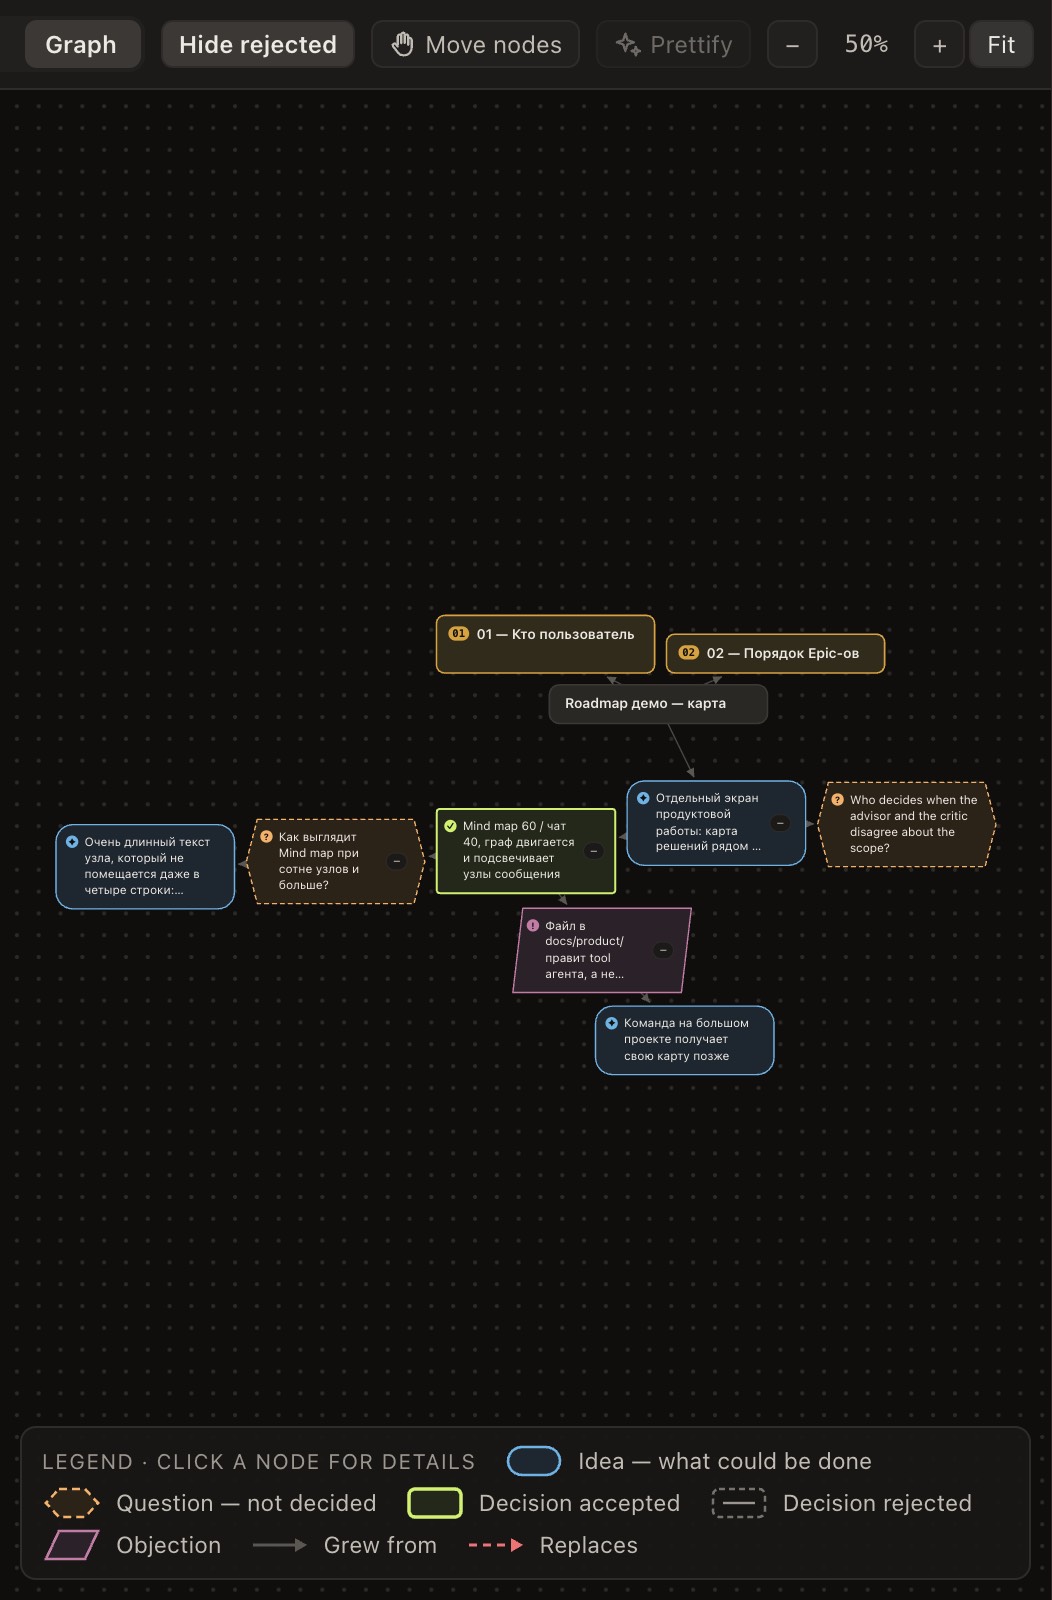 Graph
Hide rejected
Move nodes
Prettify
−
50%
+
Fit
01 01 — Кто пользователь
02 02 — Порядок Epic-ов
Roadmap демо — карта
Отдельный экран
продуктовой
работы: карта
решений рядом ...
–
? Who decides when the
advisor and the critic
disagree about the
scope?
Mind map 60 / чат
40, граф двигается
и подсвечивает
узлы сообщения
–
? Как выглядит
Mind map при
сотне узлов и
больше?
–
Очень длинный текст
узла, который не
помещается даже в
четыре строки:...
! Файл в
docs/product/
правит tool
агента, а не...
–
Команда на большом
проекте получает
свою карту позже
LEGEND · CLICK A NODE FOR DETAILS
Idea — what could be done
Question — not decided
Decision accepted
Decision rejected
Objection
Grew from
Replaces